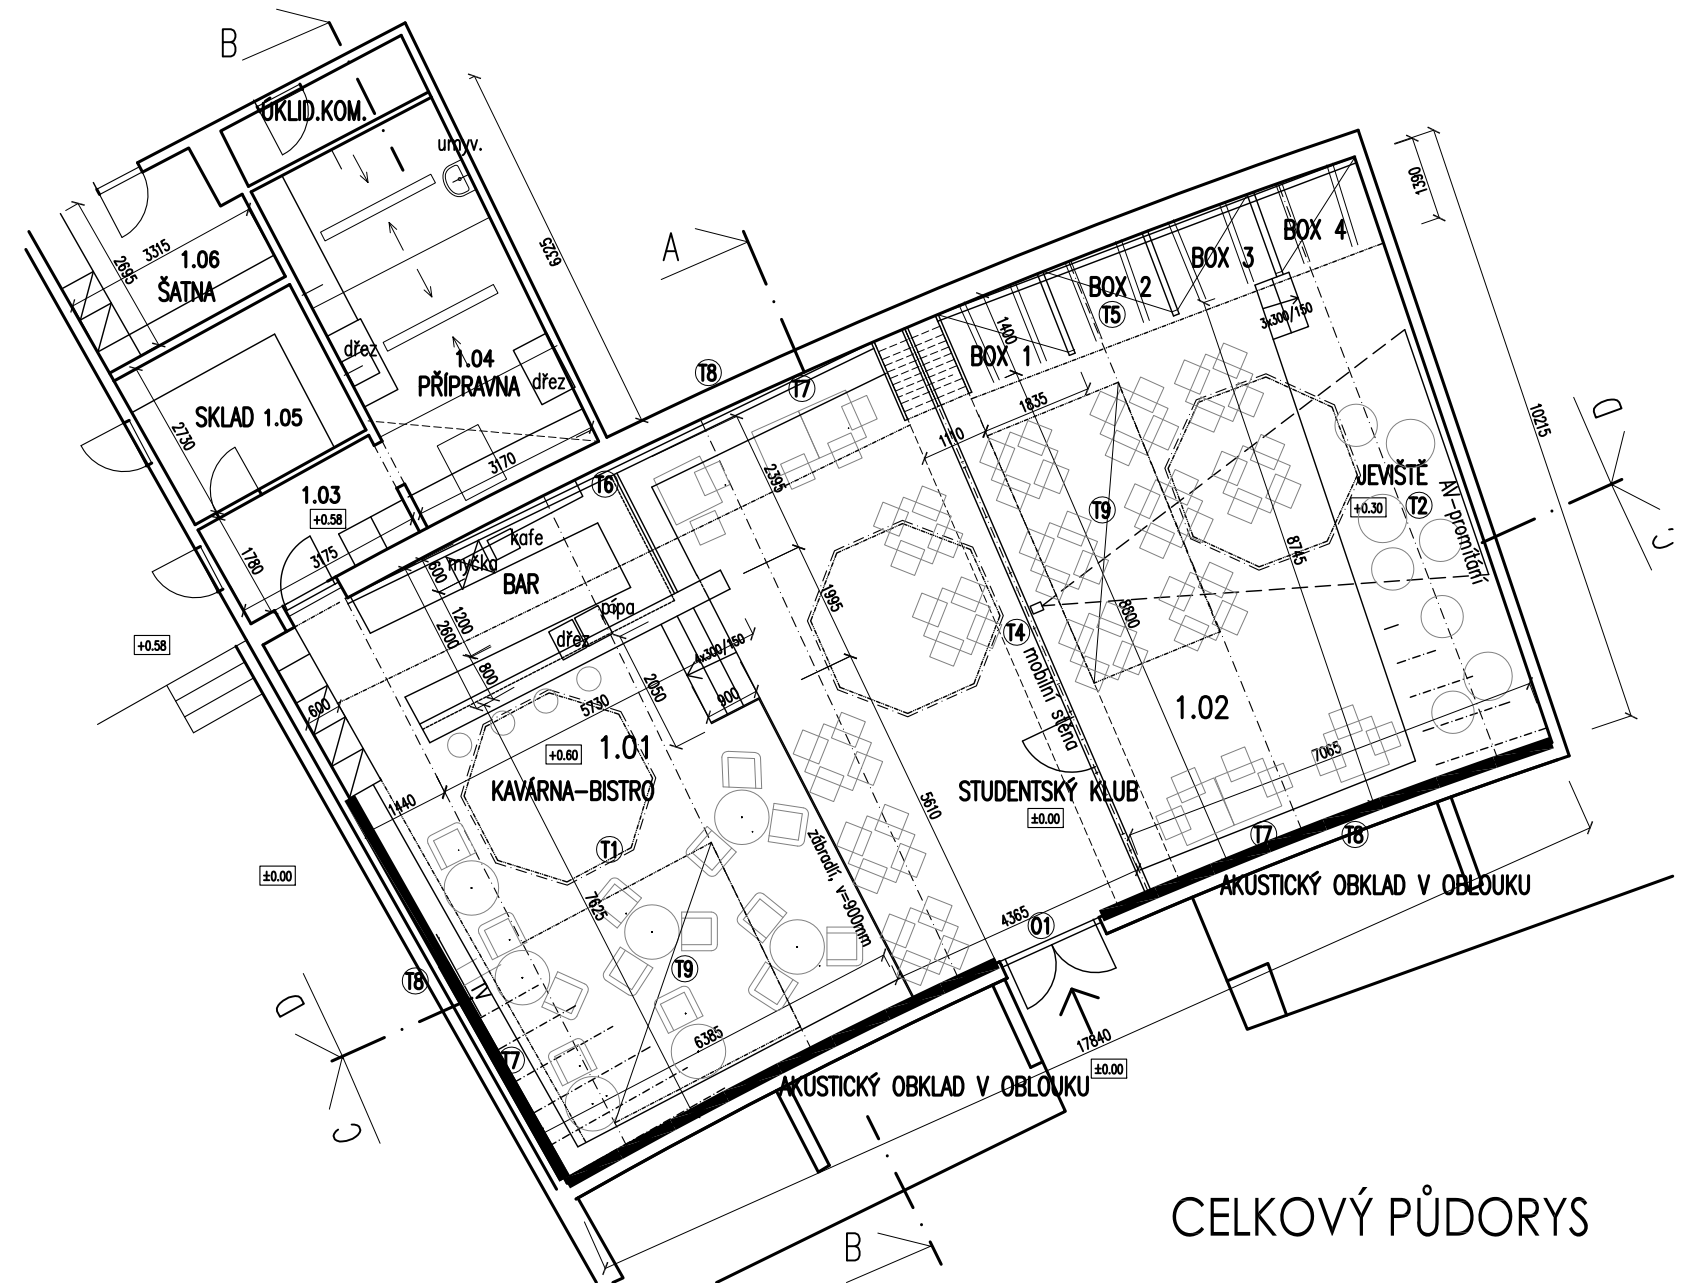 B
ÚKLID.KOM.
umyv.
1390
3315
2695
1.06
ŠATNA
6325
A
BOX 4
BOX 3
BOX 2
T5
3x300/150
1400
BOX 1
dřez
1.04
PŘÍPRAVNA
dřez
T8
T7
SKLAD 1.05
2730
1835
1110
10215
D
3170
2395
T6
1.03
+0.58
JEVIŠTĚ
+0.30
T2
AV-promítání
T9
8745
C
kafe
myčka
BAR
600
3175
1780
1995
8800
pípa
dřez
1200
2600
800
4x300/150
T4
mobilní stěna
+0.58
2050
900
600
5730
1.02
+0.60
1.01
KAVÁRNA-BISTRO
7065
1440
5610
STUDENTSKÝ KLUB
±0.00
T7
T8
T1
zábradlí, v=900mm
±0.00
AKUSTICKÝ OBKLAD V OBLOUKU
7625
4365
O1
T9
T8
TV
D
6385
17840
T7
±0.00
AKUSTICKÝ OBKLAD V OBLOUKU
C
B
CELKOVÝ PŮDORYS